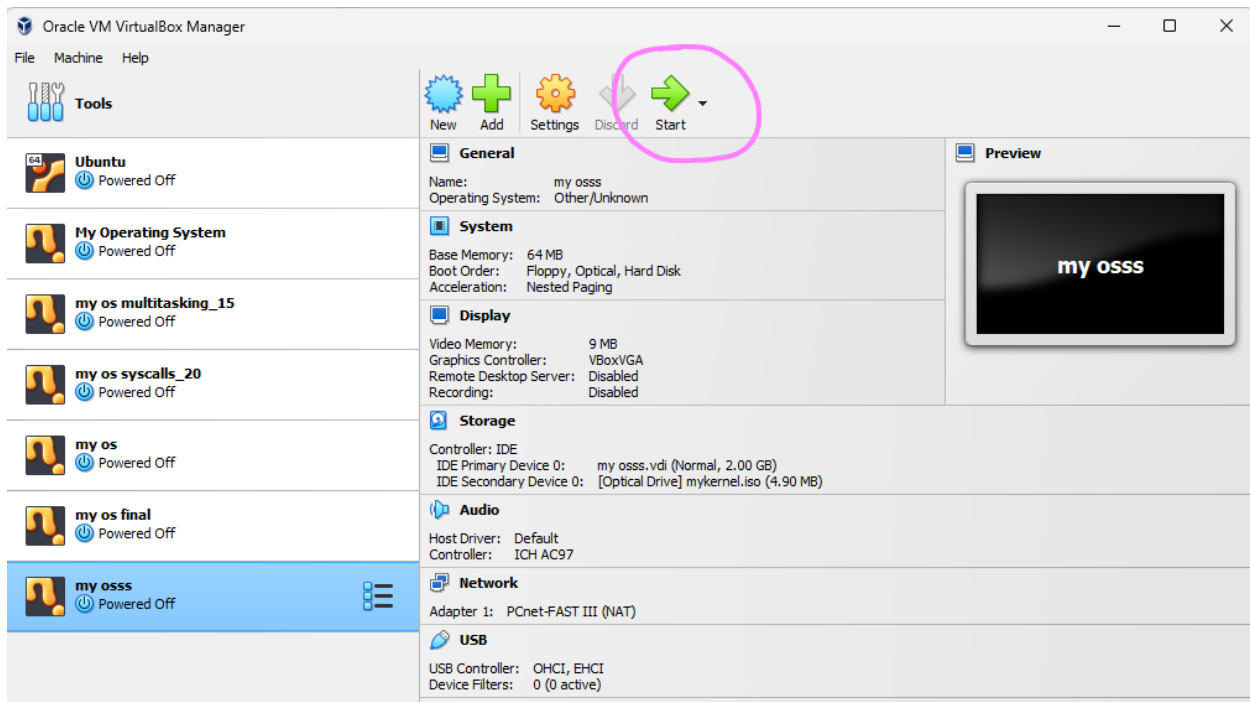 Oracle VM VirtualBox Manager
File Machine Help
Tools
New Add Settings Discard Start
64
Ubuntu
Powered Off
My Operating System
Powered Off
my os multitasking_15
Powered Off
my os syscalls_20
Powered Off
my os
Powered Off
my os final
Powered Off
my osss
Powered Off
General
Name: my osss
Operating System: Other/Unknown
System
Base Memory: 64 MB
Boot Order: Floppy, Optical, Hard Disk
Acceleration: Nested Paging
Display
Video Memory: 9 MB
Graphics Controller: VBoxVGA
Remote Desktop Server: Disabled
Recording: Disabled
Preview
my osss
Storage
Controller: IDE
IDE Primary Device 0: my osss.vdi (Normal, 2.00 GB)
IDE Secondary Device 0: [Optical Drive] mykernel.iso (4.90 MB)
Audio
Host Driver: Default
Controller: ICH AC97
Network
Adapter 1: PCnet-FAST III (NAT)
USB
USB Controller: OHCI, EHCI
Device Filters: 0 (0 active)